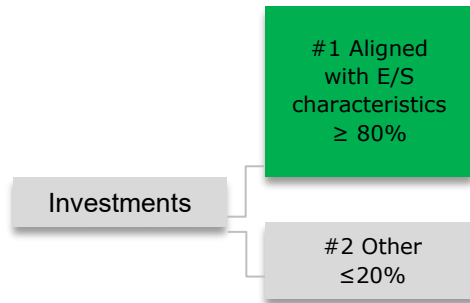 #1 Aligned
with E/S
characteristics
≥ 80%
Investments
#2 Other
≤20%